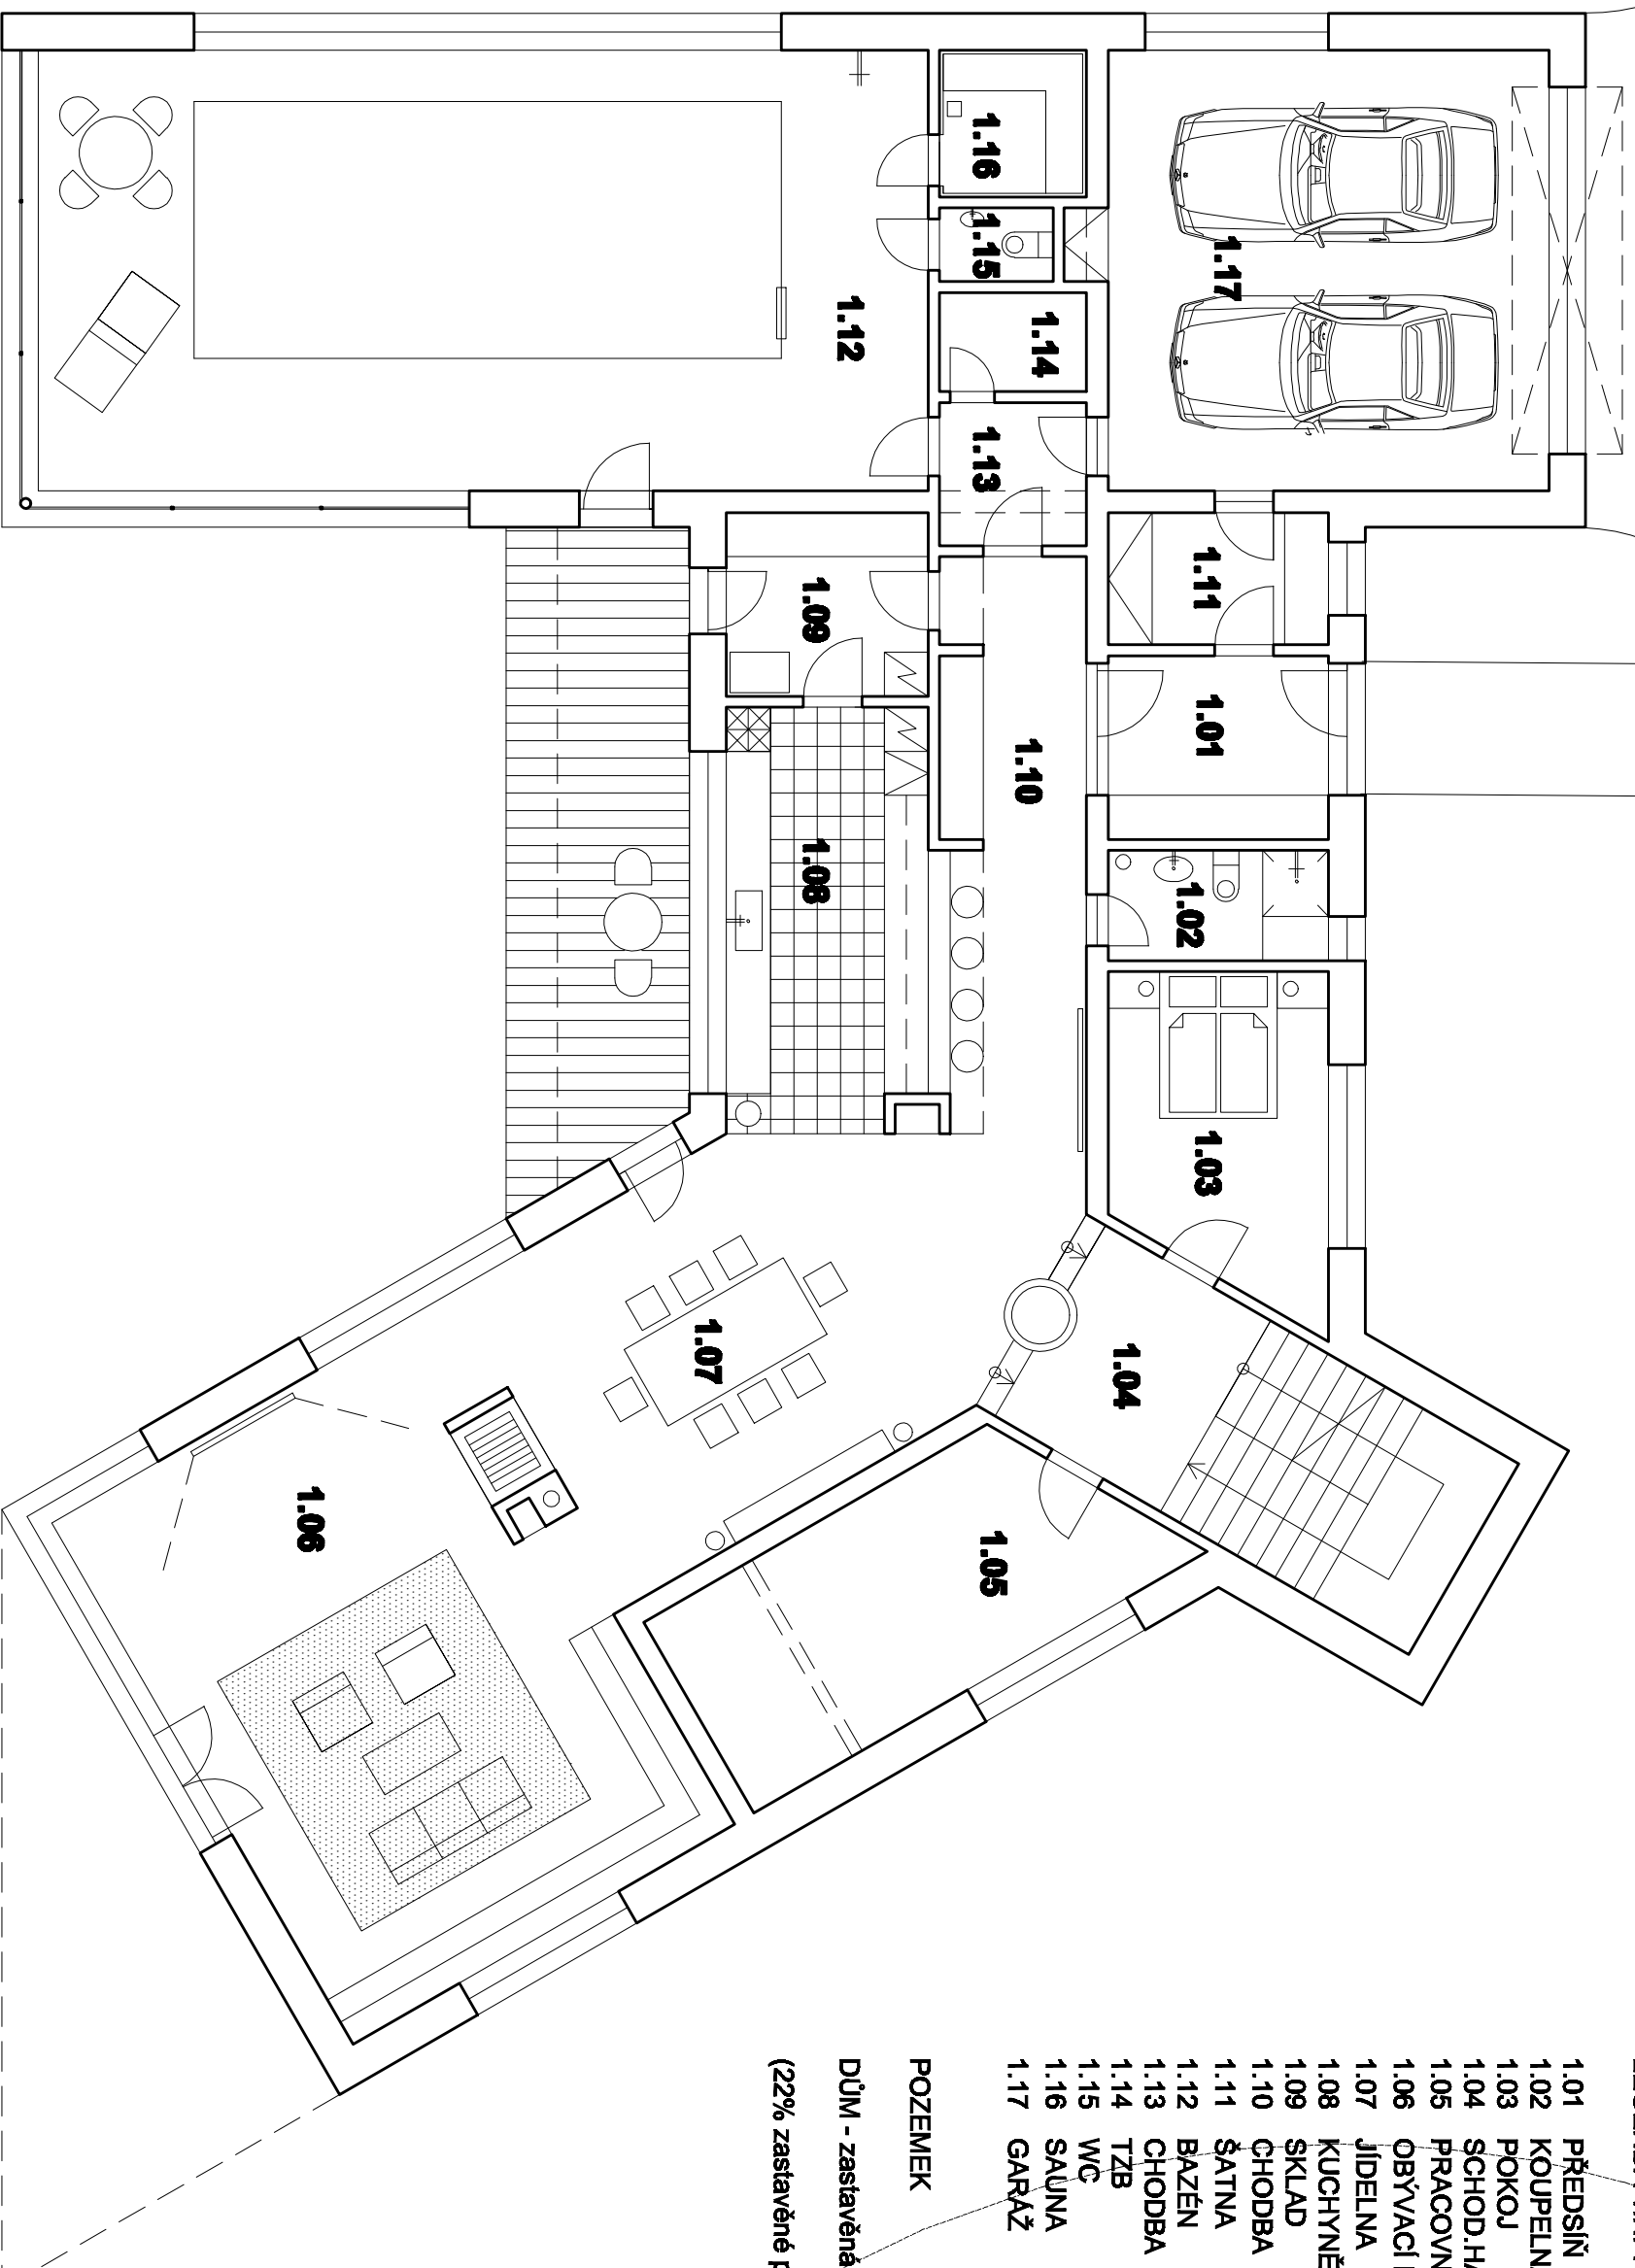 1.01 PŘEDSÍŇ
1.02
1.03 POKOJ
1.04
1.05
1.06 OBÝVACÍ
1.07 JÍDELNA
1.08 KUCHYNĚ
1.09 SKLAD
1.10 CHODBA
1.11 ŠATNA
1.12 BAZÉN
1.13 CHODBA
1.14 TZB
1.15 WC
1.16 SAUNA
1.17 GARÁŽ
POZEMEK
DŮM - zastavěná
(22% zastavěné
1.17
1.11
1.01
1.02
1.03
1.16
1.15
1.14
1.13
1.10
1.04
1.05
1.12
1.09
1.08
1.07
1.06